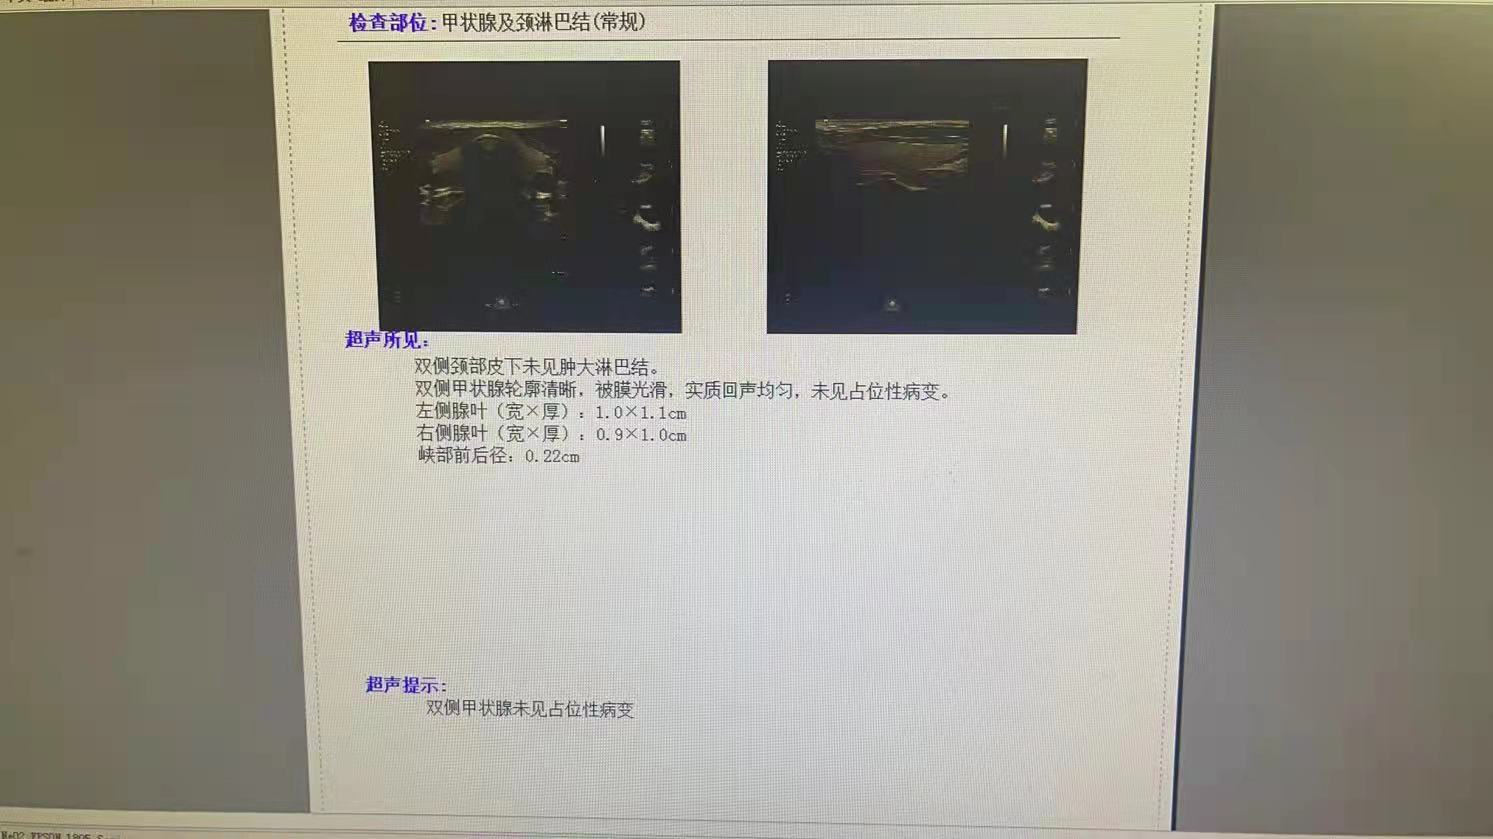 检查部位:甲状腺及颈淋巴结(常规)
超声所见:
双侧颈部皮下未见肿大淋巴结。
双侧甲状腺轮廓清晰，被膜光滑，实质回声均匀，未见占位性病变。
左侧腺叶（宽×厚）：1.0×1.1cm
右侧腺叶（宽×厚）：0.9×1.0cm
峡部前后径：0.22cm
超声提示:
双侧甲状腺未见占位性病变